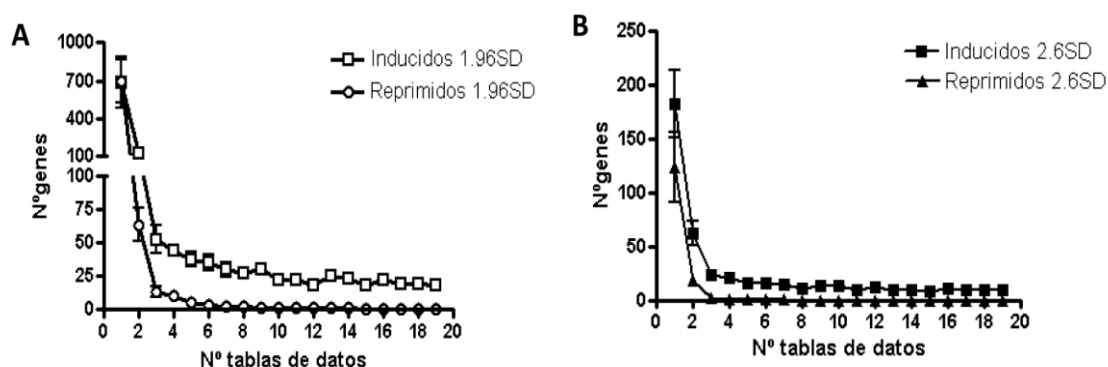 A
Nºgenes
1000
700
400
100
100
75
50
25
0
0 2 4 6 8 10 12 14 16 18 20
Nº tablas de datos
Inducidos 1.96SD
Reprimidos 1.96SD
B
Nºgenes
250
200
150
100
50
0
0 2 4 6 8 10 12 14 16 18 20
Nº tablas de datos
Inducidos 2.6SD
Reprimidos 2.6SD